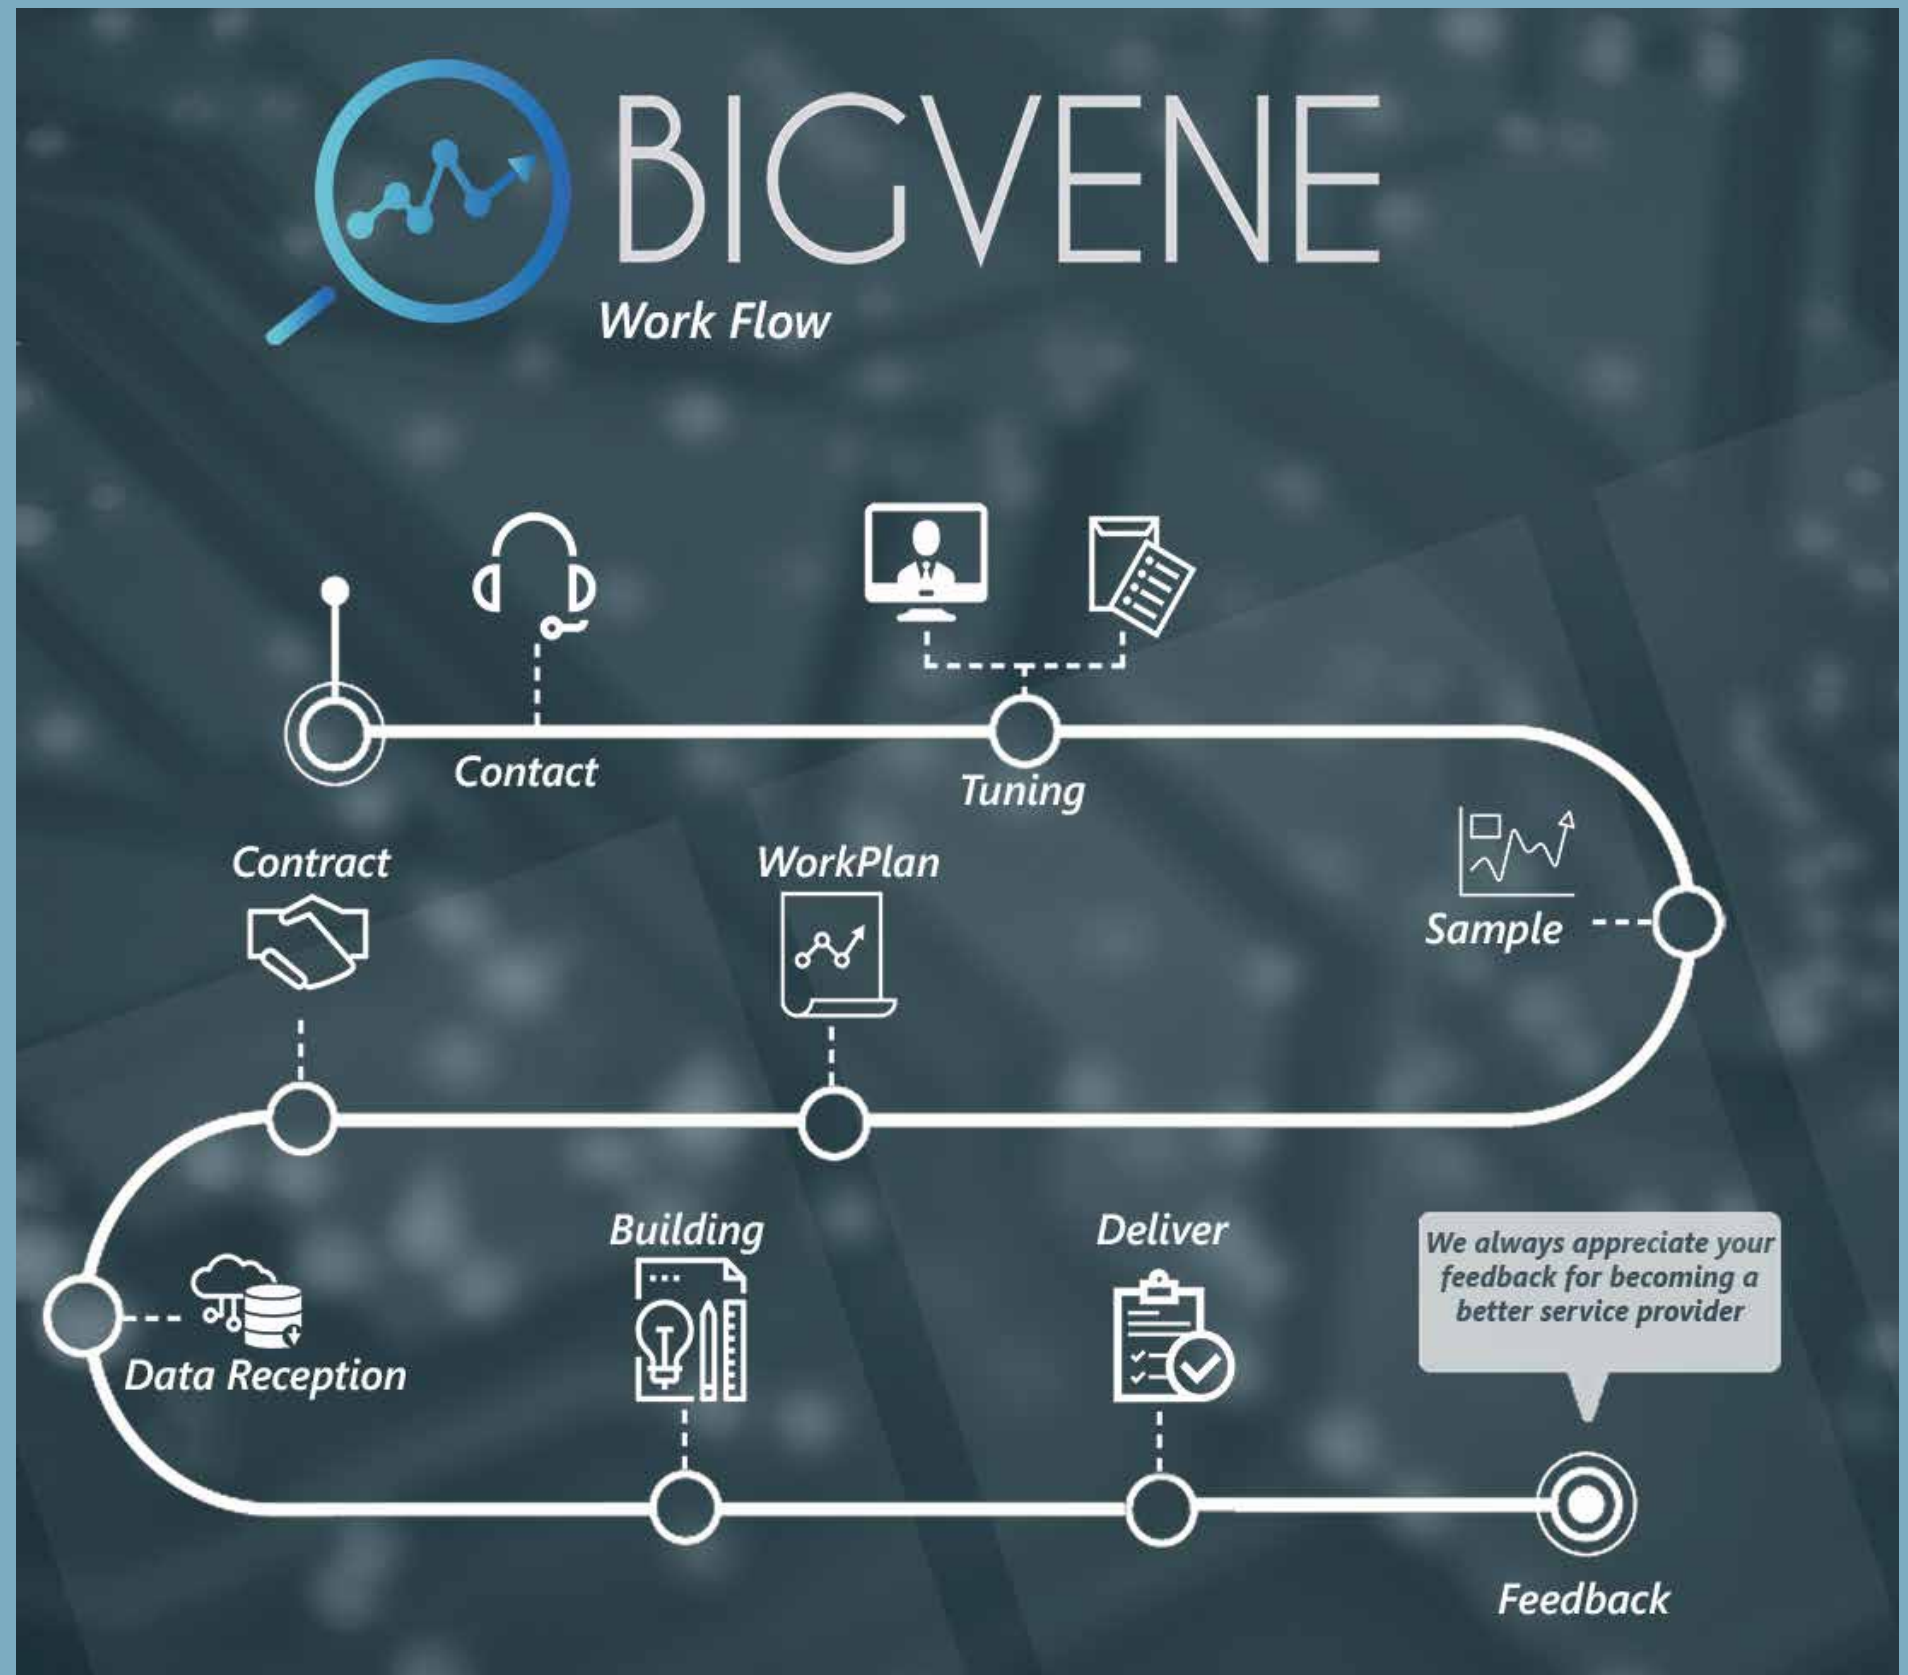 BIGVENE
Work Flow
Contact
Tuning
Sample
WorkPlan
Contract
Data Reception
Building
Deliver
We always appreciate your
feedback for becoming a
better service provider
Feedback